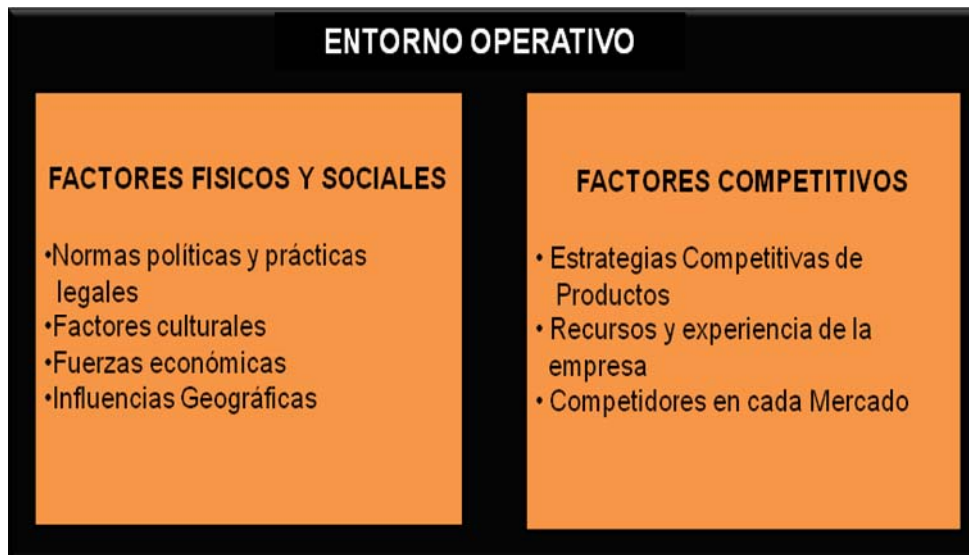 ENTORNO OPERATIVO
FACTORES FISICOS Y SOCIALES
•Normas políticas y prácticas
legales
•Factores culturales
•Fuerzas económicas
•Influencias Geográficas
FACTORES COMPETITIVOS
• Estrategias Competitivas de
Productos
• Recursos y experiencia de la
empresa
• Competidores en cada Mercado